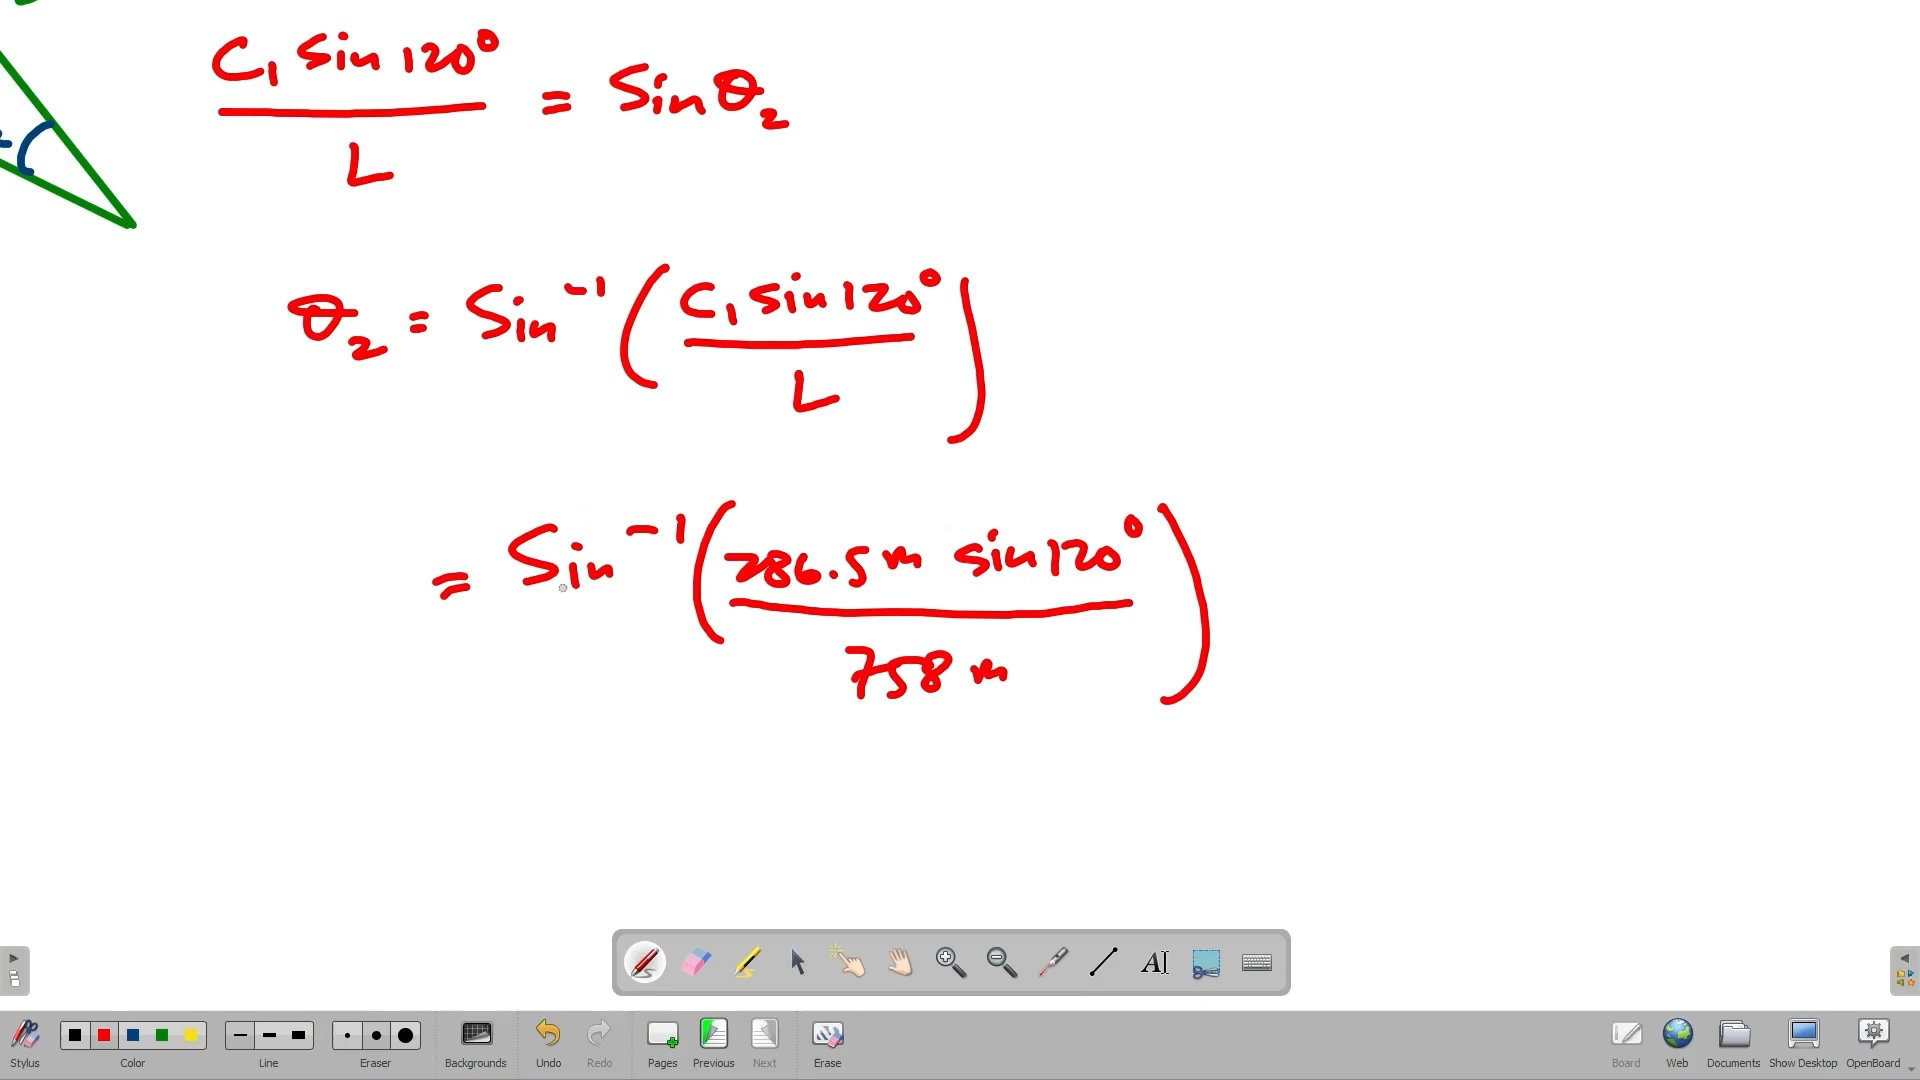 C₁ sin 120° / L = Sin θ₂
θ₂ = Sin⁻¹ ( C₁ sin 120° / L )
= Sin⁻¹ ( 286.5 m sin 120° / 758 m )
Stylus
Color
Line
Eraser
Backgrounds
Undo
Redo
Pages
Previous
Next
Erase
Board
Web
Documents
Show Desktop
OpenBoard